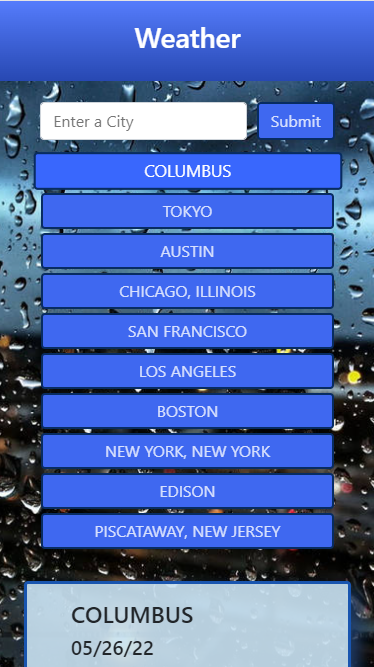 Weather
Enter a City
Submit
COLUMBUS
TOKYO
AUSTIN
CHICAGO, ILLINOIS
SAN FRANCISCO
LOS ANGELES
BOSTON
NEW YORK, NEW YORK
EDISON
PISCATAWAY, NEW JERSEY
COLUMBUS
05/26/22